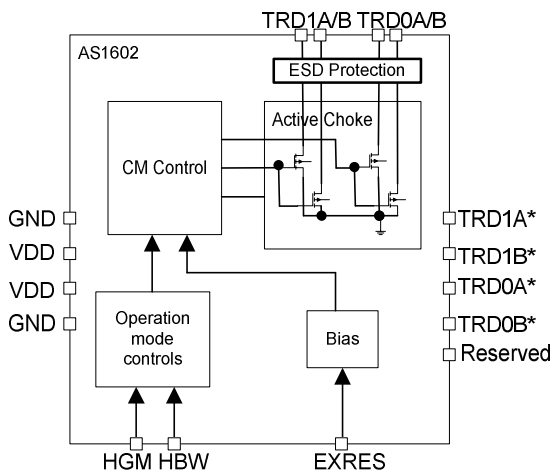 TRD1A/B TRD0A/B
AS1602
ESD Protection
Active Choke
CM Control
GND
VDD
VDD
GND
TRD1A*
TRD1B*
TRD0A*
TRD0B*
Reserved
Operation
mode
controls
Bias
HGM HBW
EXRES